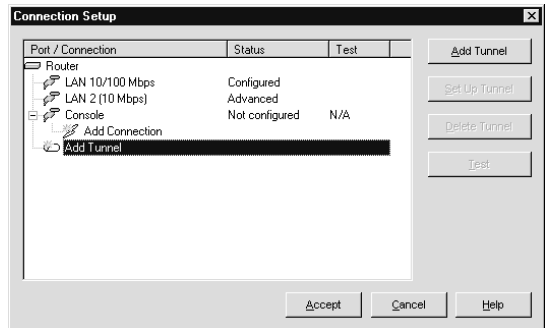 Connection Setup
Port / Connection Status Test
Router
LAN 10/100 Mbps Configured
LAN 2 (10 Mbps) Advanced
Console Not configured N/A
Add Connection
Add Tunnel
Add Tunnel
Set Up Tunnel
Delete Tunnel
Test
Accept Cancel Help